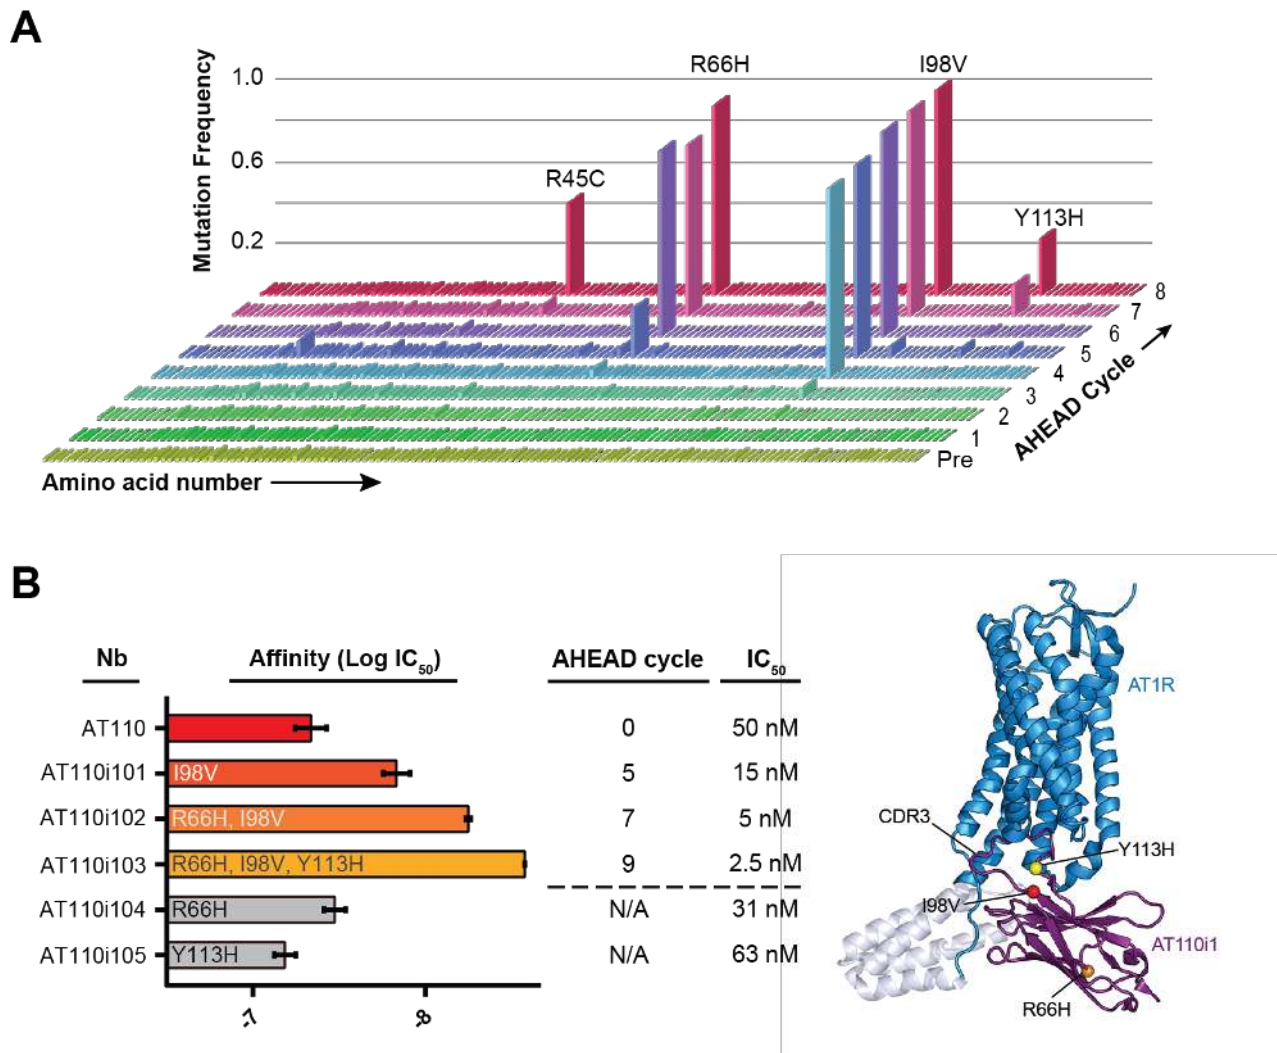 A
Mutation Frequency
1.0
0.6
0.2
R45C
R66H
I98V
Y113H
8
7
6
5
4
3
2
1
Pre
AHEAD Cycle
Amino acid number
B
Nb Affinity (Log IC50) AHEAD cycle IC50
AT110 0 50 nM
AT110i101 I98V 5 15 nM
AT110i102 R66H, I98V 7 5 nM
AT110i103 R66H, I98V, Y113H 9 2.5 nM
AT110i104 R66H N/A 31 nM
AT110i105 Y113H N/A 63 nM
-7 -8
AT1R
CDR3
Y113H
I98V
AT110i1
R66H